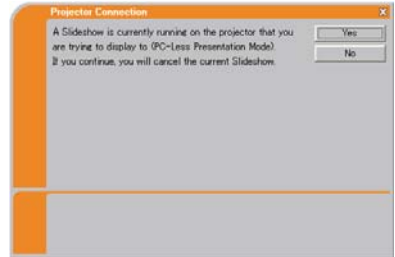 Projector Connection
X
A Slideshow is currently running on the projector that you
are trying to display to (PC-Less Presentation Mode).
If you continue, you will cancel the current Slideshow.
Yes
No